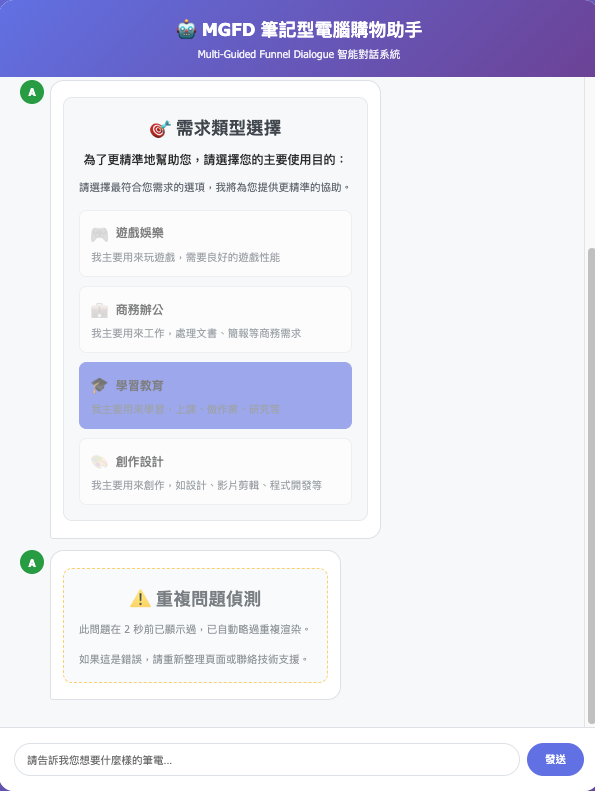 MGFD 筆記型電腦購物助手
Multi-Guided Funnel Dialogue 智能對話系統
A
需求類型選擇
為了更精準地幫助您，請選擇您的主要使用目的：
請選擇最符合您需求的選項，我將為您提供更精準的協助。
遊戲娛樂
我主要用來玩遊戲，需要良好的遊戲性能
商務辦公
我主要用來工作，處理文書、簡報等商務需求
學習教育
我主要用來學習，上課、做作業、研究等
創作設計
我主要用來創作，如設計、影片剪輯、程式開發等
A
重複問題偵測
此問題在 2 秒前已顯示過，已自動略過重複渲染。
如果這是錯誤，請重新整理頁面或聯絡技術支援。
請告訴我您想要什麼樣的筆電...
發送